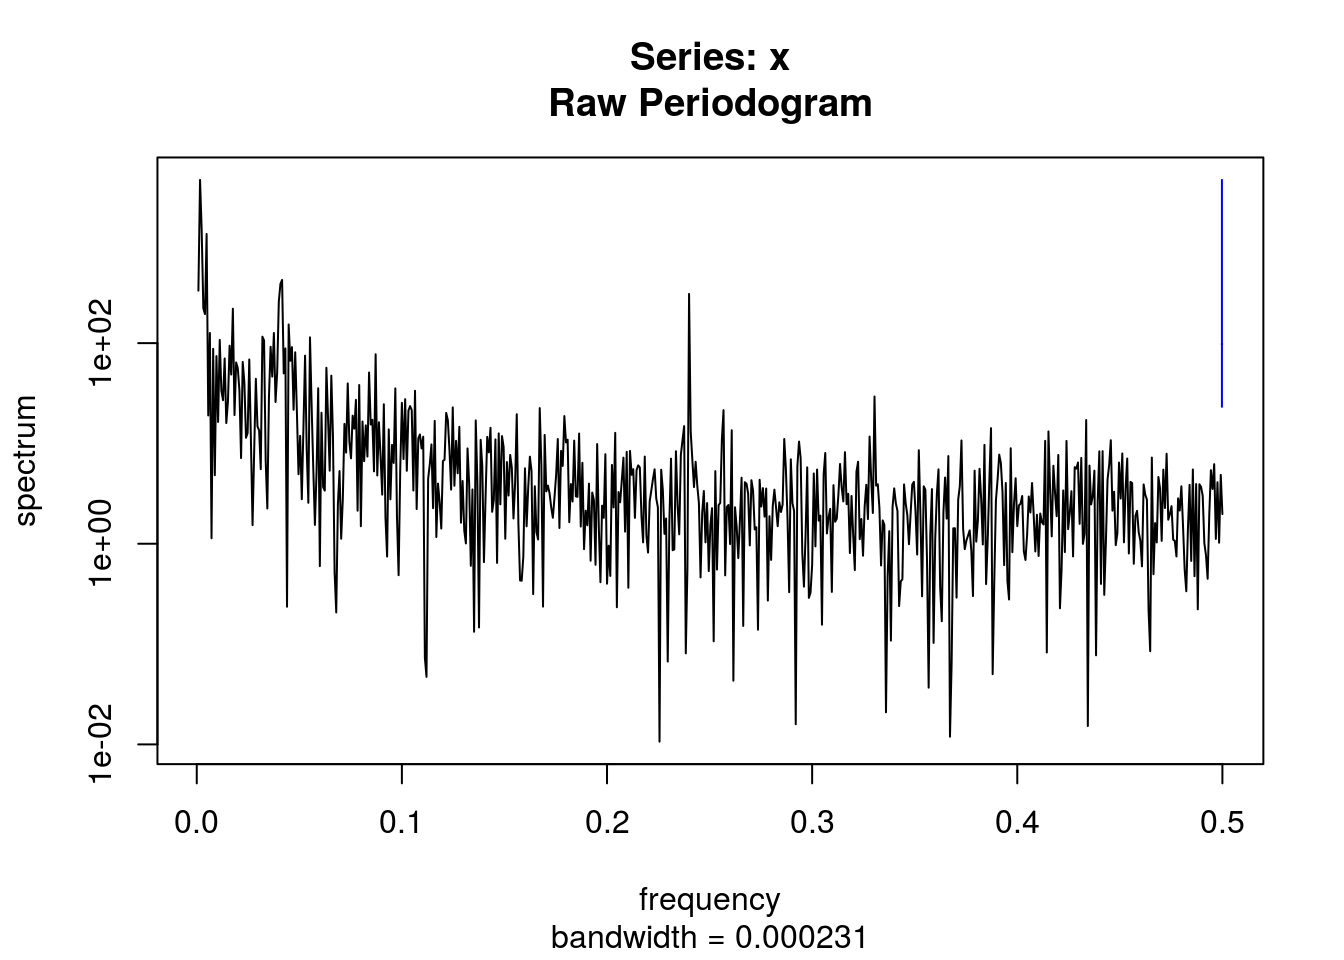 Series: x
Raw Periodogram
spectrum
1e+02
1e+00
1e-02
0.0 0.1 0.2 0.3 0.4 0.5
frequency
bandwidth = 0.000231